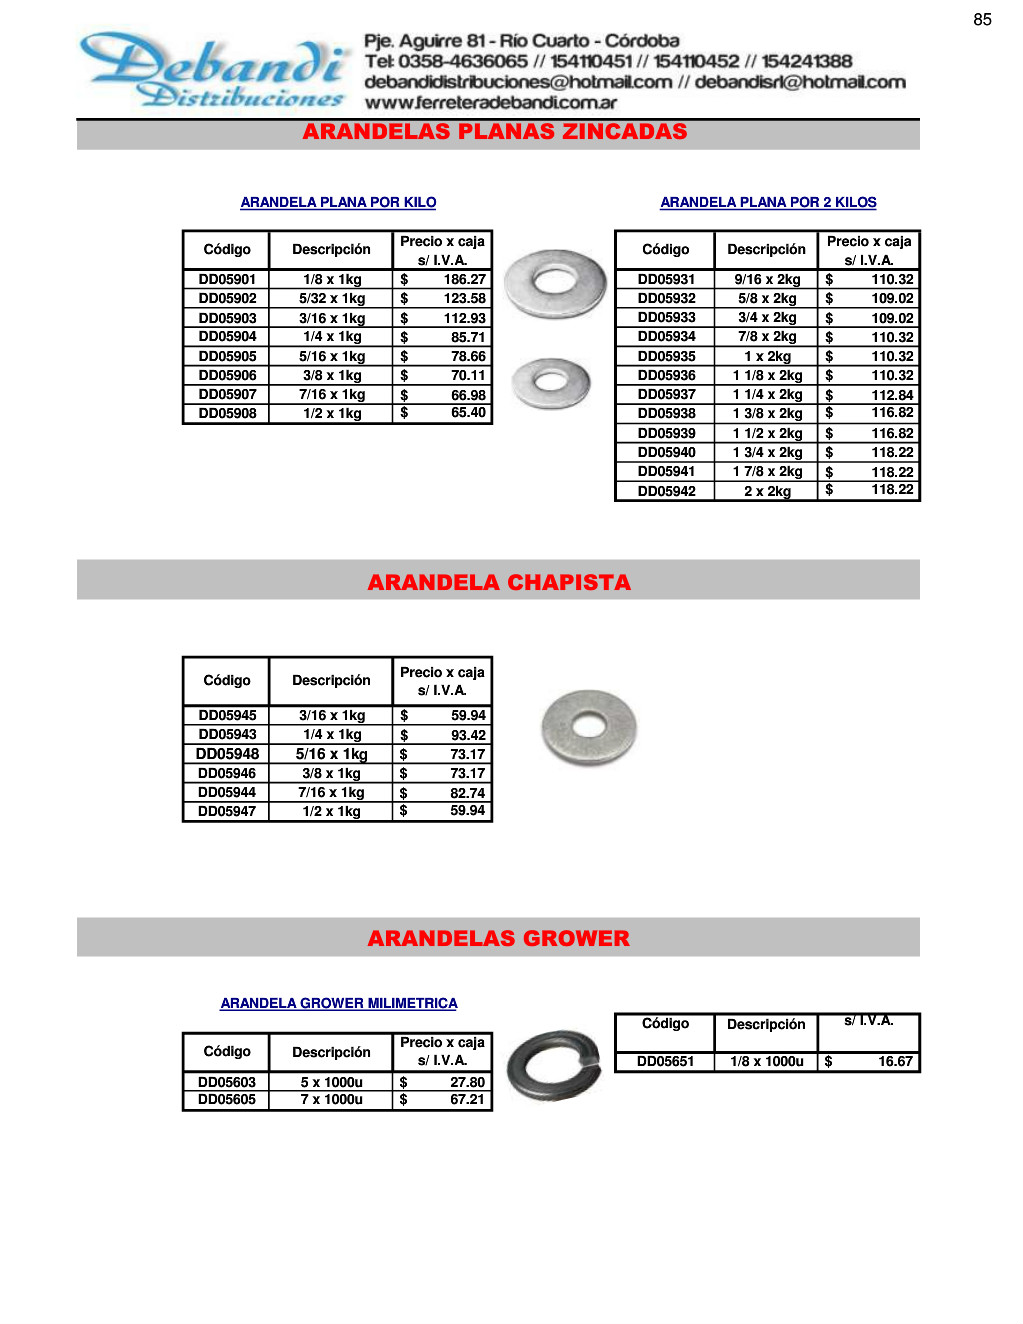 85
Debandi
Distribuciones
Pje. Aguirre 81 - Río Cuarto - Córdoba
Tel: 0358-4636065 // 154110451 // 154110452 // 154241388
debandidistribuciones@hotmail.com // debandisrl@hotmail.com
www.ferreteradebandi.com.ar
ARANDELAS PLANAS ZINCADAS
ARANDELA PLANA POR KILO
Código Descripción Precio x caja s/ I.V.A.
DD05901 1/8 x 1kg $ 186.27
DD05902 5/32 x 1kg $ 123.58
DD05903 3/16 x 1kg $ 112.93
DD05904 1/4 x 1kg $ 85.71
DD05905 5/16 x 1kg $ 78.66
DD05906 3/8 x 1kg $ 70.11
DD05907 7/16 x 1kg $ 66.98
DD05908 1/2 x 1kg $ 65.40
ARANDELA PLANA POR 2 KILOS
Código Descripción Precio x caja s/ I.V.A.
DD05931 9/16 x 2kg $ 110.32
DD05932 5/8 x 2kg $ 109.02
DD05933 3/4 x 2kg $ 109.02
DD05934 7/8 x 2kg $ 110.32
DD05935 1 x 2kg $ 110.32
DD05936 1 1/8 x 2kg $ 110.32
DD05937 1 1/4 x 2kg $ 112.84
DD05938 1 3/8 x 2kg $ 116.82
DD05939 1 1/2 x 2kg $ 116.82
DD05940 1 3/4 x 2kg $ 118.22
DD05941 1 7/8 x 2kg $ 118.22
DD05942 2 x 2kg $ 118.22
ARANDELA CHAPISTA
Código Descripción Precio x caja s/ I.V.A.
DD05945 3/16 x 1kg $ 59.94
DD05943 1/4 x 1kg $ 93.42
DD05948 5/16 x 1kg $ 73.17
DD05946 3/8 x 1kg $ 73.17
DD05944 7/16 x 1kg $ 82.74
DD05947 1/2 x 1kg $ 59.94
ARANDELAS GROWER
ARANDELA GROWER MILIMETRICA
Código Descripción Precio x caja s/ I.V.A.
DD05603 5 x 1000u $ 27.80
DD05605 7 x 1000u $ 67.21
Código Descripción s/ I.V.A.
DD05651 1/8 x 1000u $ 16.67